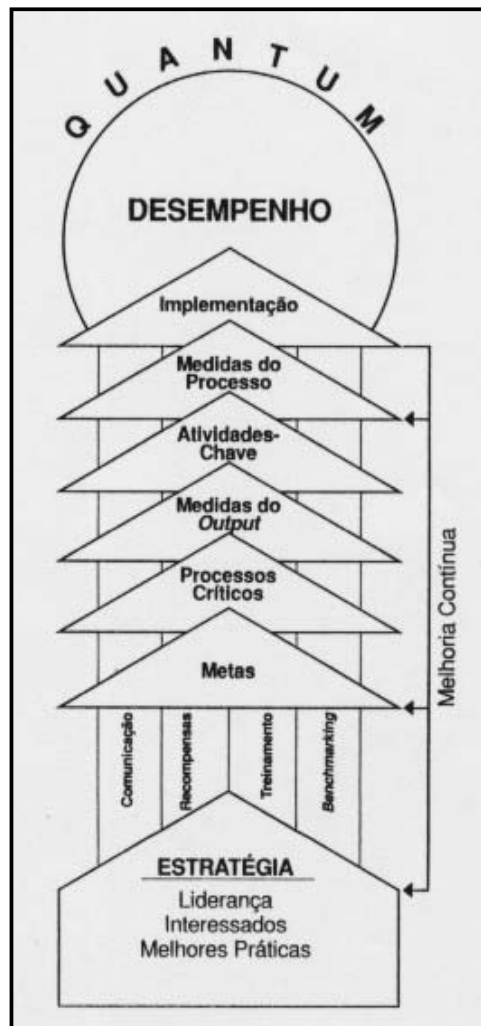 QUANTUM
DESEMPENHO
Implementação
Medidas do
Processo
Atividades-
Chave
Medidas do
Output
Processos
Críticos
Metas
Comunicação
Recompensas
Treinamento
Benchmarking
Melhoria Contínua
ESTRATÉGIA
Liderança
Interessados
Melhores Práticas